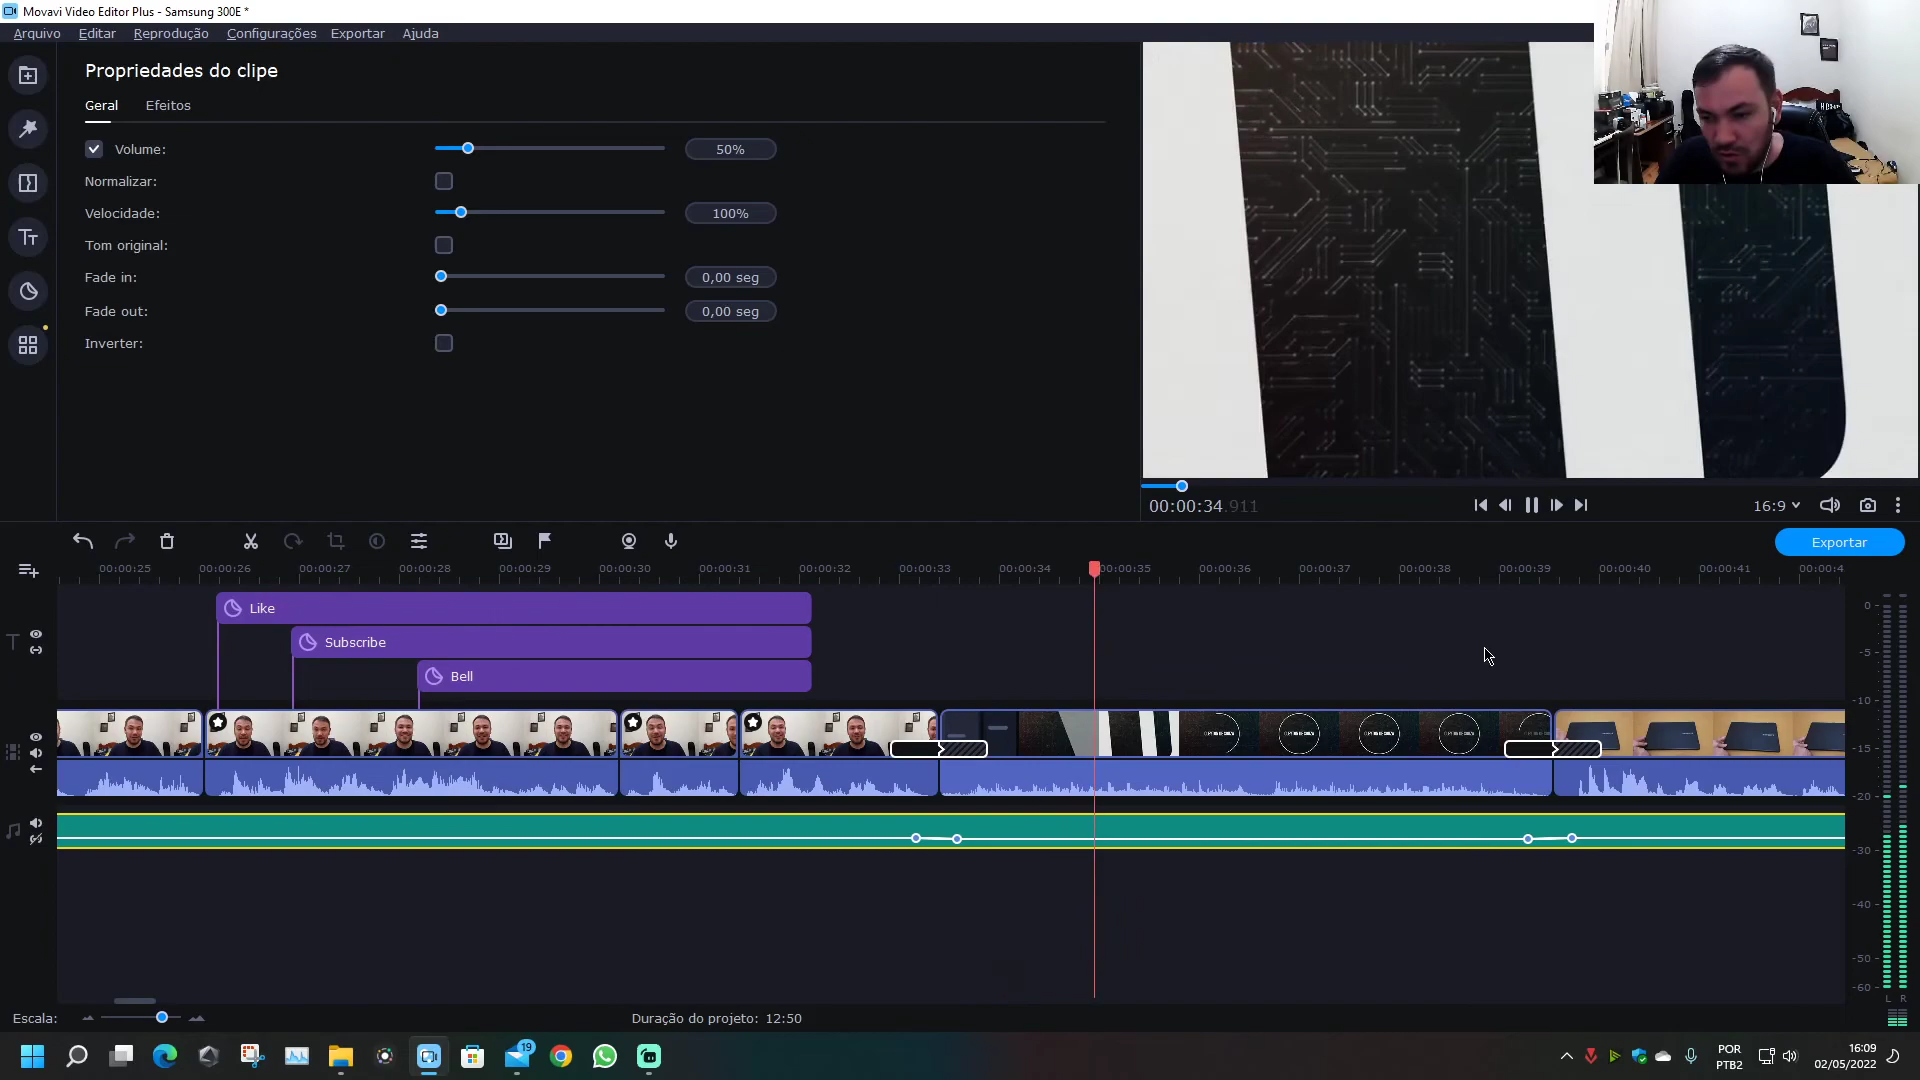 Movavi Video Editor Plus - Samsung 300E *
Arquivo Editar Reprodução Configurações Exportar Ajuda
Propriedades do clipe
Geral Efeitos
Volume: 50%
Normalizar:
Velocidade: 100%
Tom original:
Fade in: 0,00 seg
Fade out: 0,00 seg
Inverter:
00:00:34.911
16:9
Exportar
00:00:25 00:00:26 00:00:27 00:00:28 00:00:29 00:00:30 00:00:31 00:00:32 00:00:33 00:00:34 00:00:35 00:00:36 00:00:37 00:00:38 00:00:39 00:00:40 00:00:41 00:00:4
Like
Subscribe
Bell
0
-5
-10
-15
-20
-30
-40
-50
-60
L R
Escala:
Duração do projeto: 12:50
19
POR
PTB2
16:09
02/05/2022